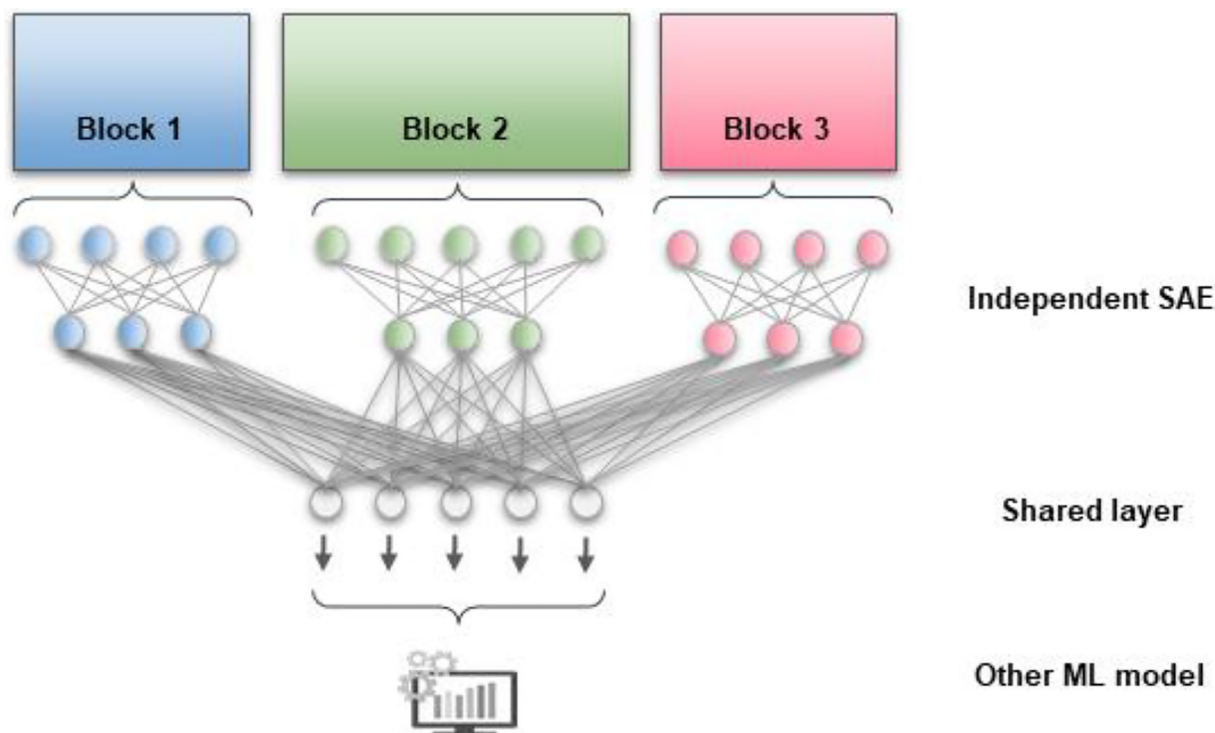 Block 1
Block 2
Block 3
Independent SAE
Shared layer
Other ML model